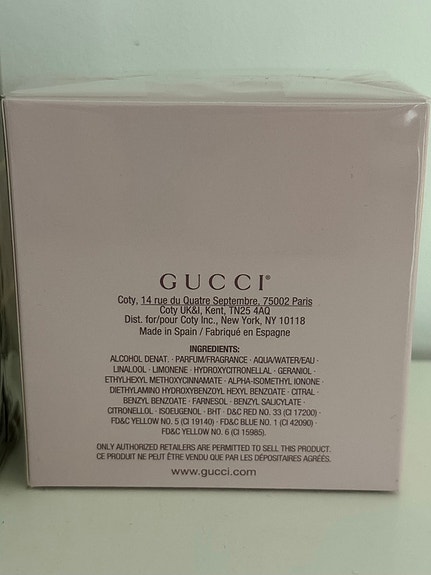 GUCCI®
Coty, 14 rue du Quatre Septembre, 75002 Paris
Coty UK&I, Kent, TN25 4AQ
Dist. for/pour Coty Inc., New York, NY 10118
Made in Spain / Fabriqué en Espagne
INGREDIENTS:
ALCOHOL DENAT. · PARFUM/FRAGRANCE · AQUA/WATER/EAU ·
LINALOOL · LIMONENE · HYDROXYCITRONELLAL · GERANIOL ·
ETHYLHEXYL METHOXYCINNAMATE · ALPHA-ISOMETHYL IONONE ·
DIETHYLAMINO HYDROXYBENZOYL HEXYL BENZOATE · CITRAL ·
BENZYL BENZOATE · FARNESOL · BENZYL SALICYLATE ·
CITRONELLOL · ISOEUGENOL · BHT · D&C RED NO. 33 (CI 17200) ·
FD&C YELLOW NO. 5 (CI 19140) · FD&C BLUE NO. 1 (CI 42090) ·
FD&C YELLOW NO. 6 (CI 15985).
ONLY AUTHORIZED RETAILERS ARE PERMITTED TO SELL THIS PRODUCT.
CE PRODUIT NE PEUT ÊTRE VENDU QUE PAR LES DÉPOSITAIRES AGRÉÉS.
www.gucci.com